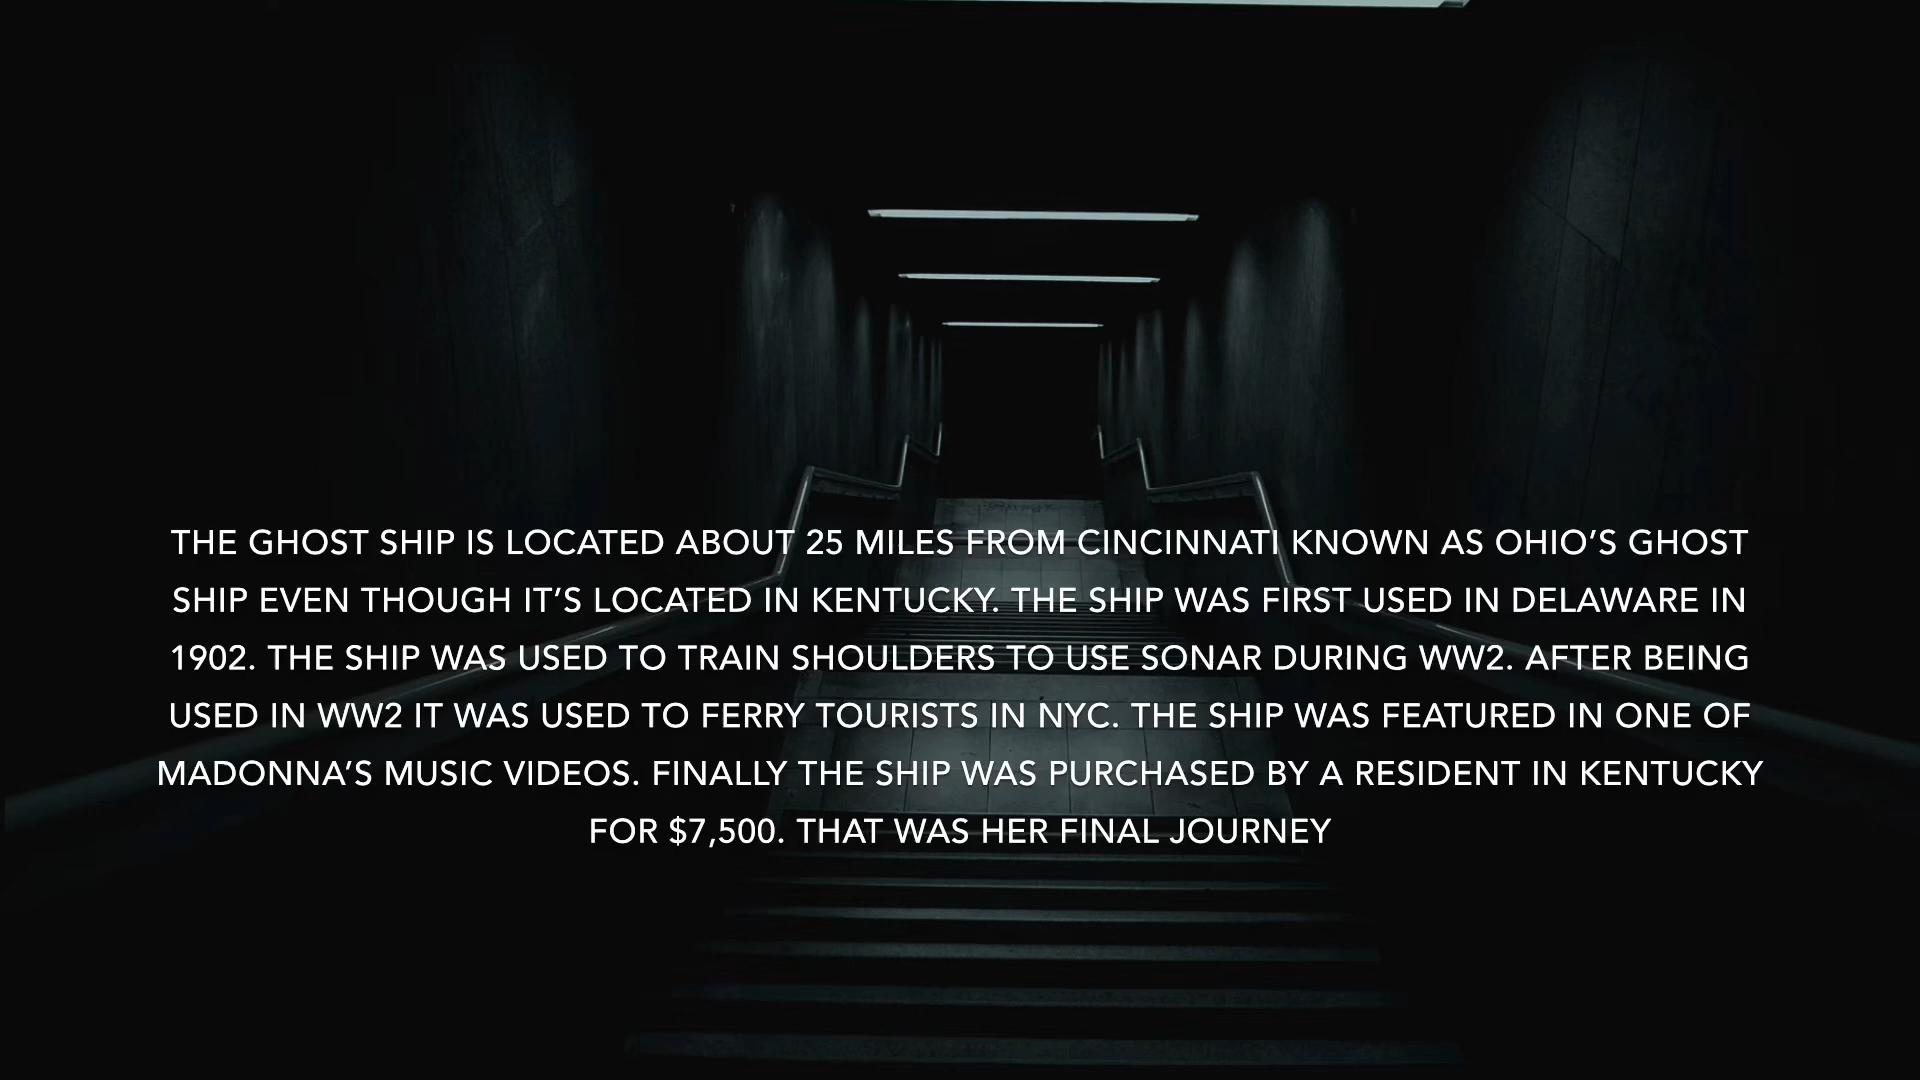 THE GHOST SHIP IS LOCATED ABOUT 25 MILES FROM CINCINNATI KNOWN AS OHIO’S GHOST
SHIP EVEN THOUGH IT’S LOCATED IN KENTUCKY. THE SHIP WAS FIRST USED IN DELAWARE IN
1902. THE SHIP WAS USED TO TRAIN SHOULDERS TO USE SONAR DURING WW2. AFTER BEING
USED IN WW2 IT WAS USED TO FERRY TOURISTS IN NYC. THE SHIP WAS FEATURED IN ONE OF
MADONNA’S MUSIC VIDEOS. FINALLY THE SHIP WAS PURCHASED BY A RESIDENT IN KENTUCKY
FOR $7,500. THAT WAS HER FINAL JOURNEY